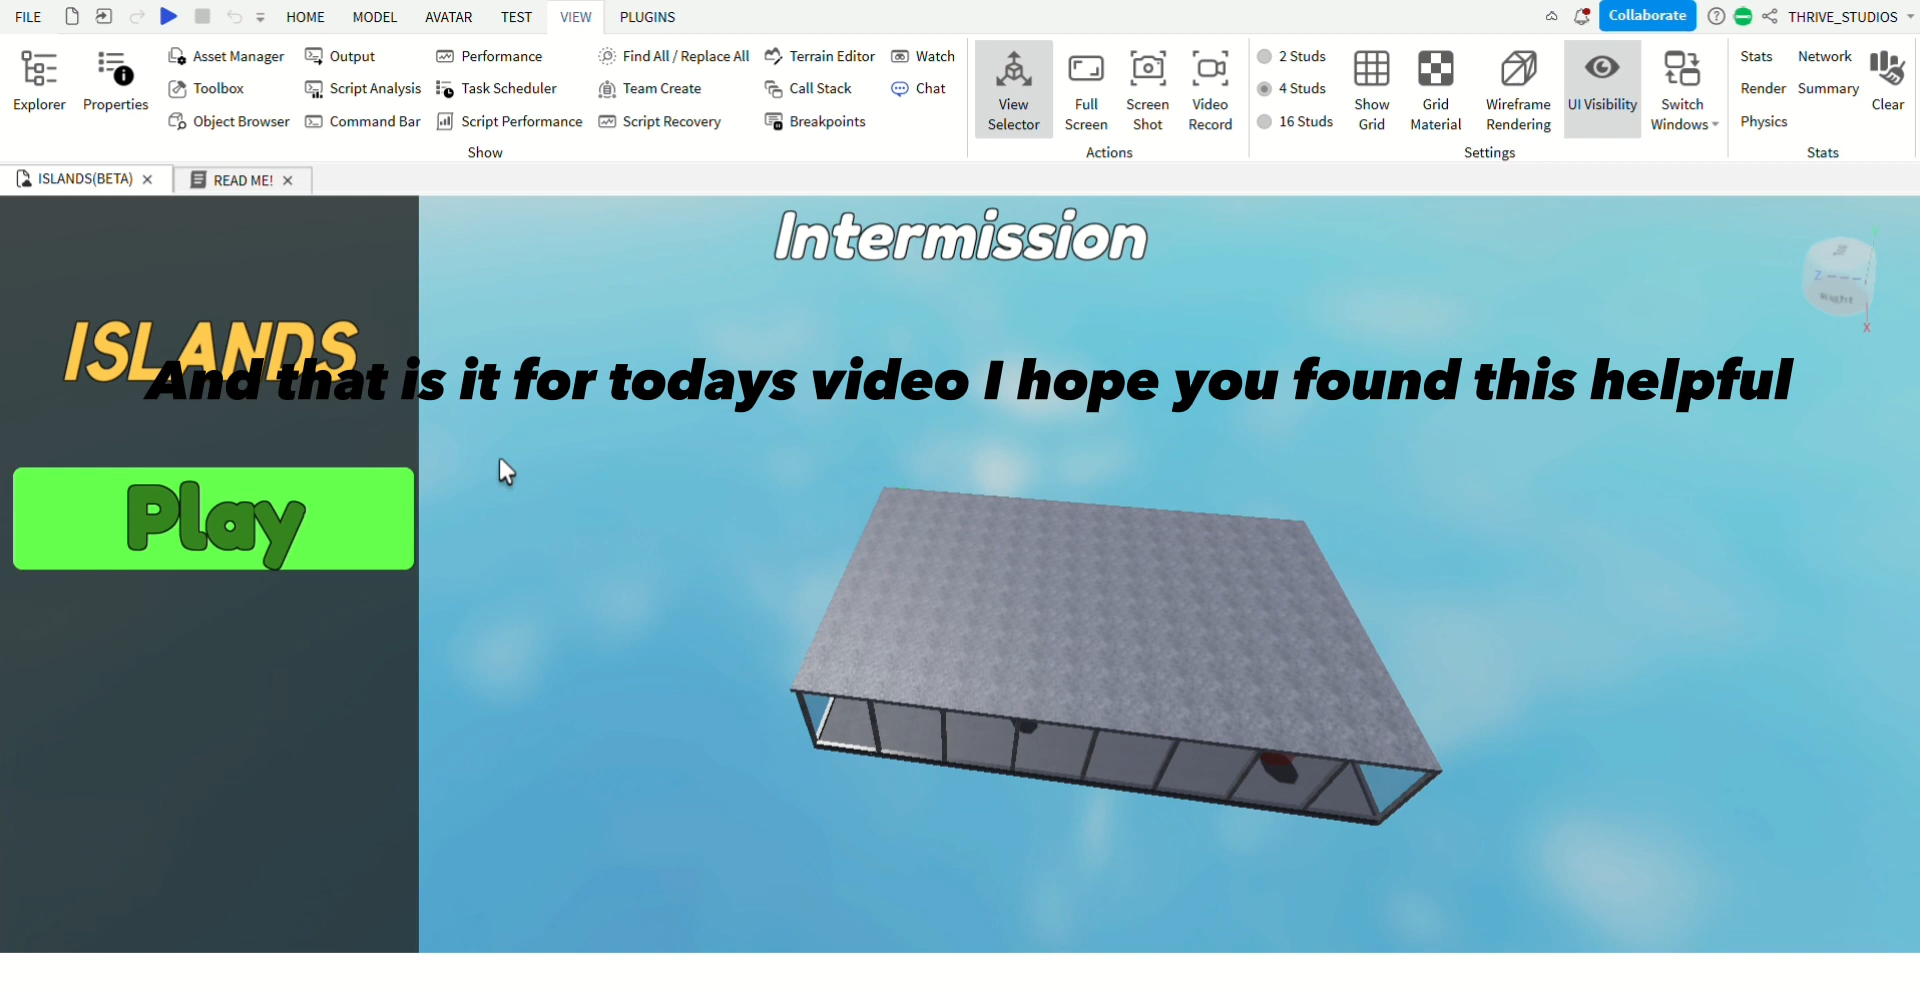 FILE HOME MODEL AVATAR TEST VIEW PLUGINS Collaborate THRIVE_STUDIOS
Explorer
Properties
Asset Manager
Toolbox
Object Browser
Output
Script Analysis
Command Bar
Performance
Task Scheduler
Script Performance
Find All / Replace All
Team Create
Script Recovery
Terrain Editor
Call Stack
Breakpoints
Watch
Chat
Show
View
Selector
Full
Screen
Screen
Shot
Video
Record
Actions
2 Studs
4 Studs
16 Studs
Show
Grid
Grid
Material
Wireframe
Rendering
UI Visibility
Switch
Windows
Settings
Stats Network
Render Summary
Physics
Clear
Stats
ISLANDS(BETA) READ ME!
Intermission
ISLANDS
And that is it for todays video I hope you found this helpful
Play
Z
Right
X